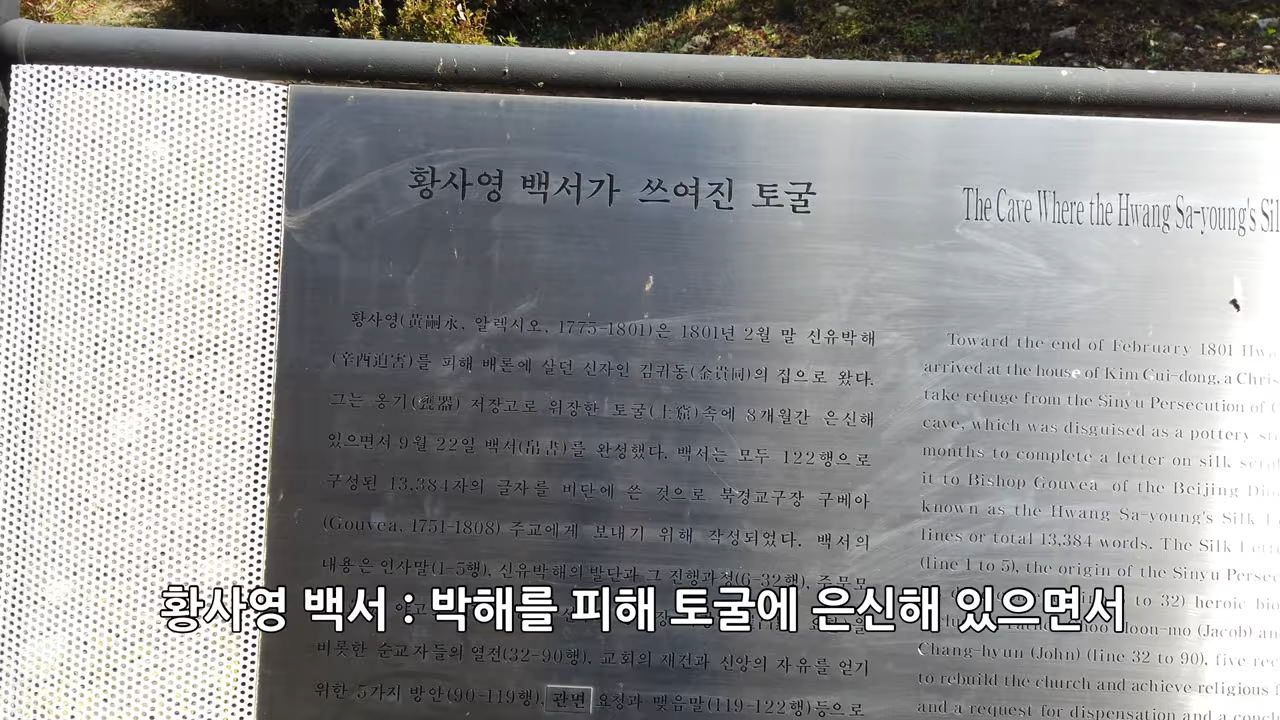 황사영 백서가 쓰여진 토굴
황사영(黃嗣永, 알렉시오, 1775-1801)은 1801년 2월 말 신유박해
(辛酉迫害)를 피해 배론에 살던 신자인 김귀동(金貴同)의 집으로 왔다.
그는 옹기(甕器) 저장고로 위장한 토굴(土窟)속에 8개월간 은신해
있으면서 9월 22일 백서(帛書)를 완성했다. 백서는 모두 122행으로
구성된 13,384자의 글자를 비단에 쓴 것으로 북경교구장 구베아
(Gouvea, 1751-1808) 주교에게 보내기 위해 작성되었다. 백서의
내용은 인사말(1-5행), 신유박해의 발단과 그 진행과정(6-32행), 주문모
비롯한 순교자들의 열전(32-90행), 교회의 재건과 신앙의 자유를 얻기
위한 5가지 방안(90-119행), 관면 요청과 맺음말(119-122행)등으로
The Cave Where the Hwang Sa-young's
Toward the end of February 1801
arrived at the house of Kim Gui-dong, a
take refuge from the Sinyu Persecution of
cave, which was disguised as a pottery
months to complete a letter on silk
it to Bishop Gouvea of the Beijing
known as the Hwang Sa-young's Silk
lines or total 13,384 words. The Silk
(line 1 to 5), the origin of the Sinyu
to 32) heroic
(Jacob) and
Chang-hyun (John) (line 32 to 90), five
to rebuild the church and achieve religious
and a request for dispensation and a
황사영 백서 : 박해를 피해 토굴에 은신해 있으면서